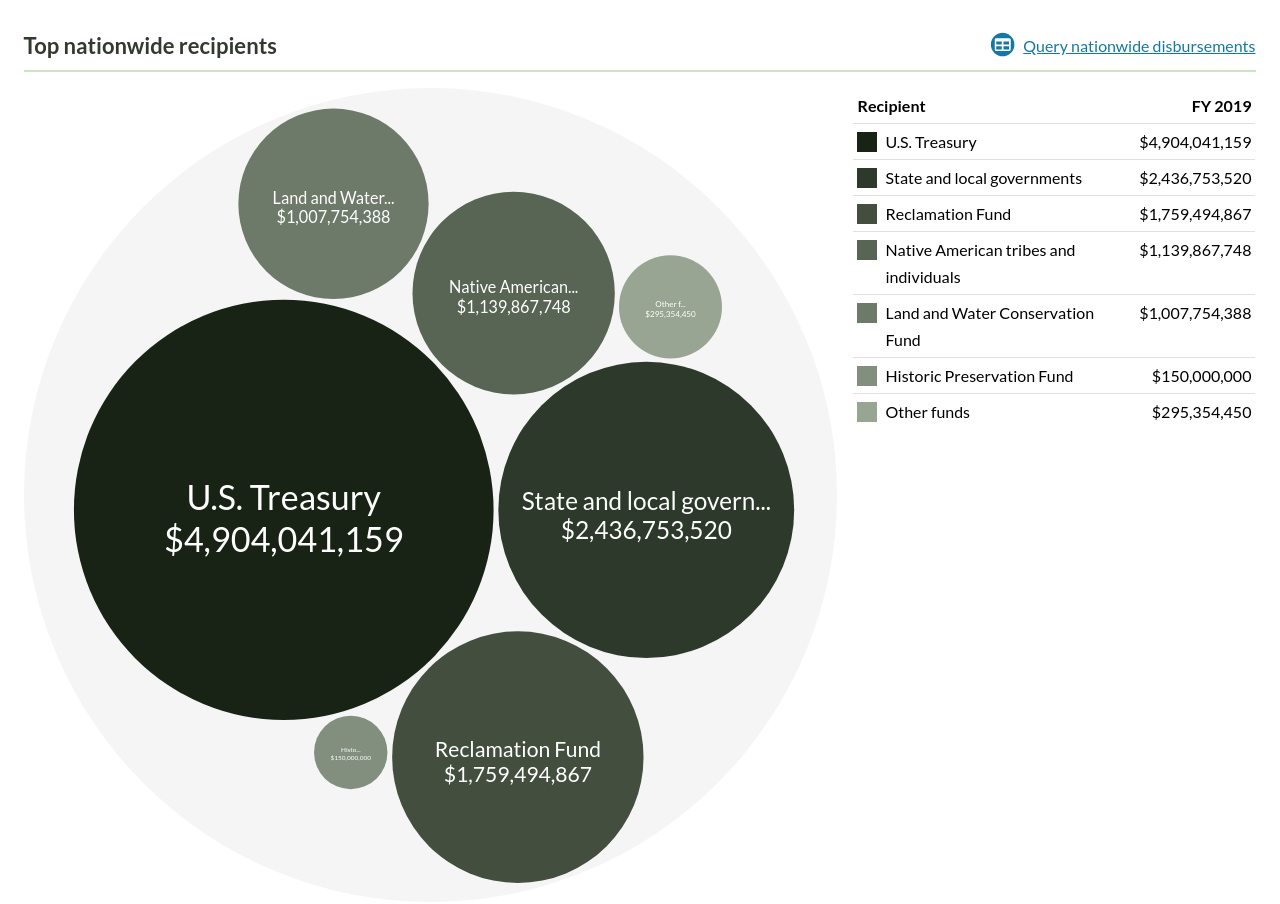 Top nationwide recipients
Query nationwide disbursements
Land and Water...
$1,007,754,388
Native American...
$1,139,867,748
Other f...
$295,354,450
U.S. Treasury
$4,904,041,159
State and local govern...
$2,436,753,520
Reclamation Fund
$1,759,494,867
Histo...
$150,000,000
Recipient FY 2019
U.S. Treasury $4,904,041,159
State and local governments $2,436,753,520
Reclamation Fund $1,759,494,867
Native American tribes and $1,139,867,748
individuals
Land and Water Conservation $1,007,754,388
Fund
Historic Preservation Fund $150,000,000
Other funds $295,354,450